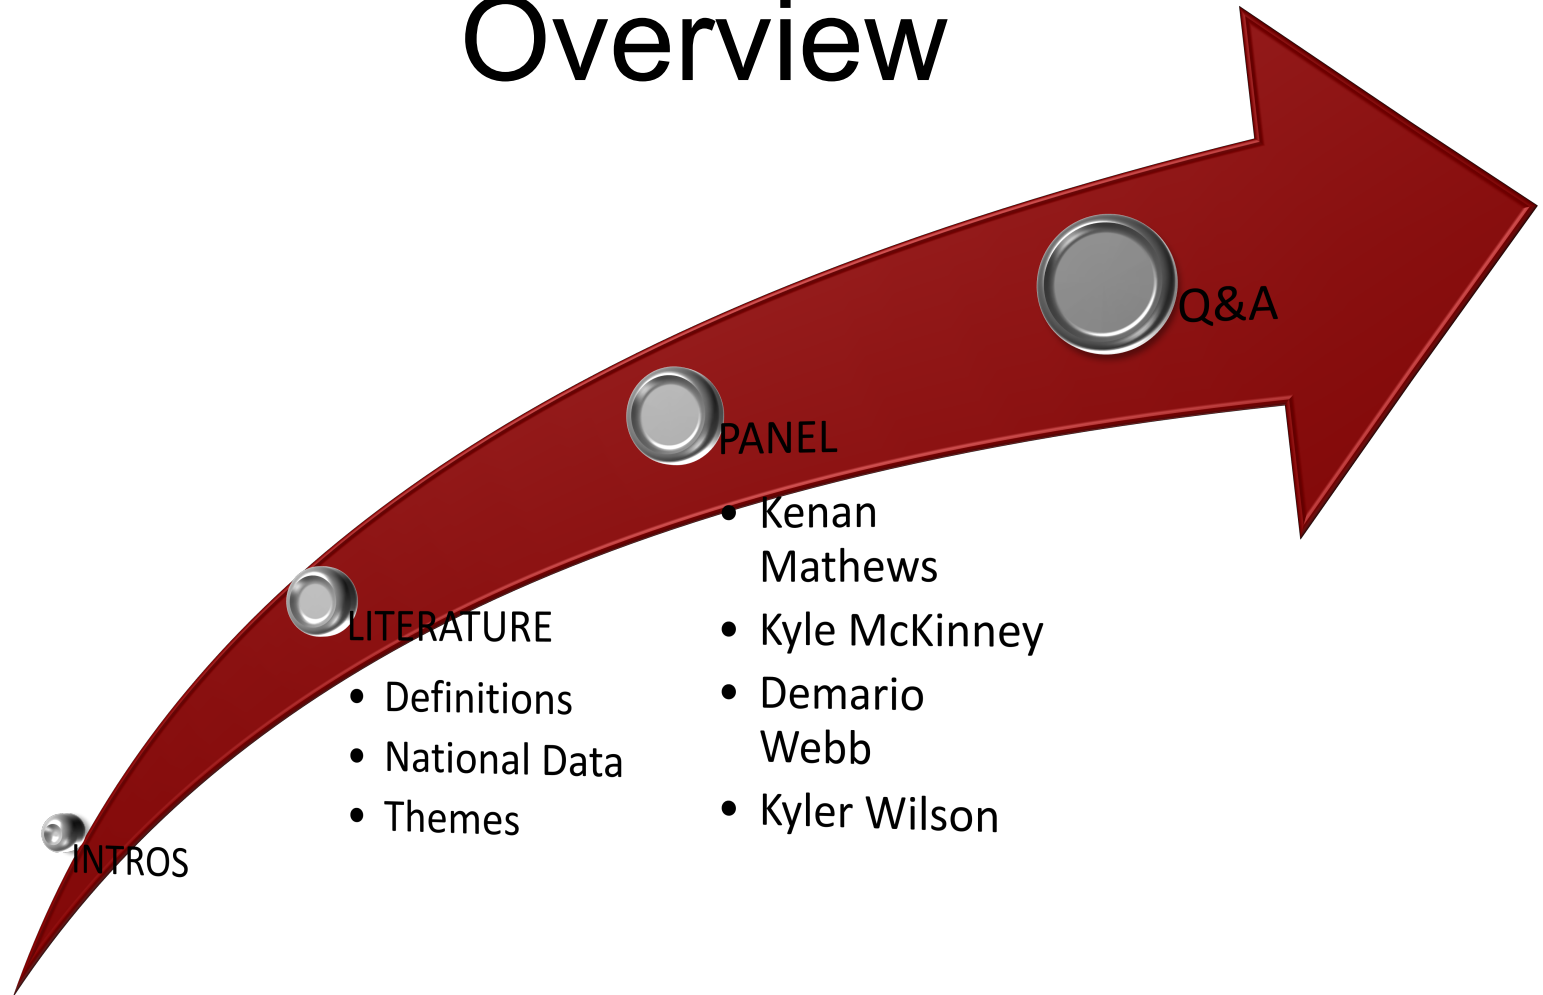 Overview
INTROS
LITERATURE
• Definitions
• National Data
• Themes
PANEL
• Kenan
Mathews
• Kyle McKinney
• Demario
Webb
• Kyler Wilson
Q&A